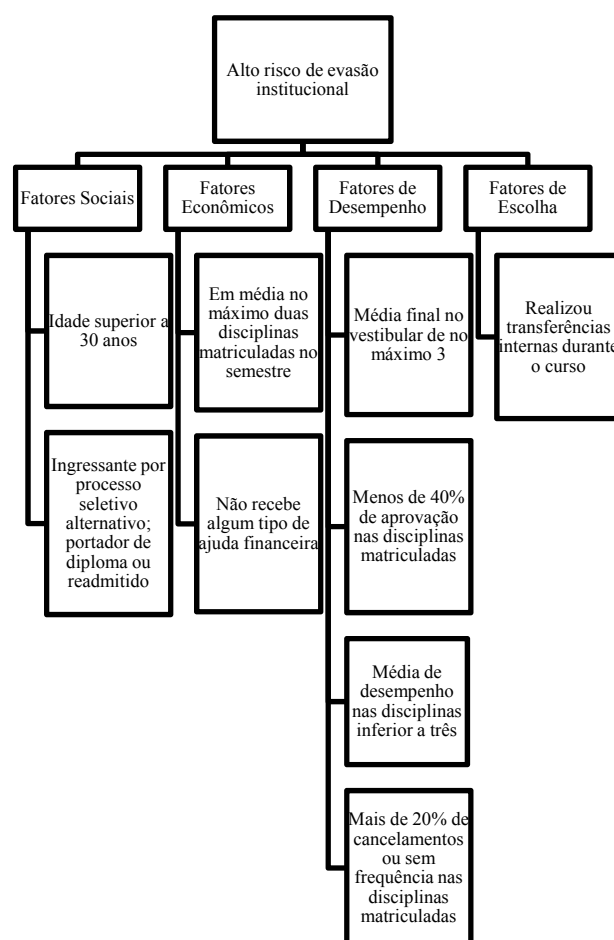 Alto risco de evasão
institucional
Fatores Sociais
Idade superior a
30 anos
Ingressante por
processo
seletivo
alternativo;
portador de
diploma ou
readmitido
Fatores
Econômicos
Em média no
máximo duas
disciplinas
matriculadas no
semestre
Não recebe
algum tipo de
ajuda financeira
Fatores de
Desempenho
Média final no
vestibular de no
máximo 3
Menos de 40%
de aprovação
nas disciplinas
matriculadas
Média de
desempenho
nas disciplinas
inferior a três
Mais de 20% de
cancelamentos
ou sem
frequência nas
disciplinas
matriculadas
Fatores de
Escolha
Realizou
transferências
internas durante
o curso